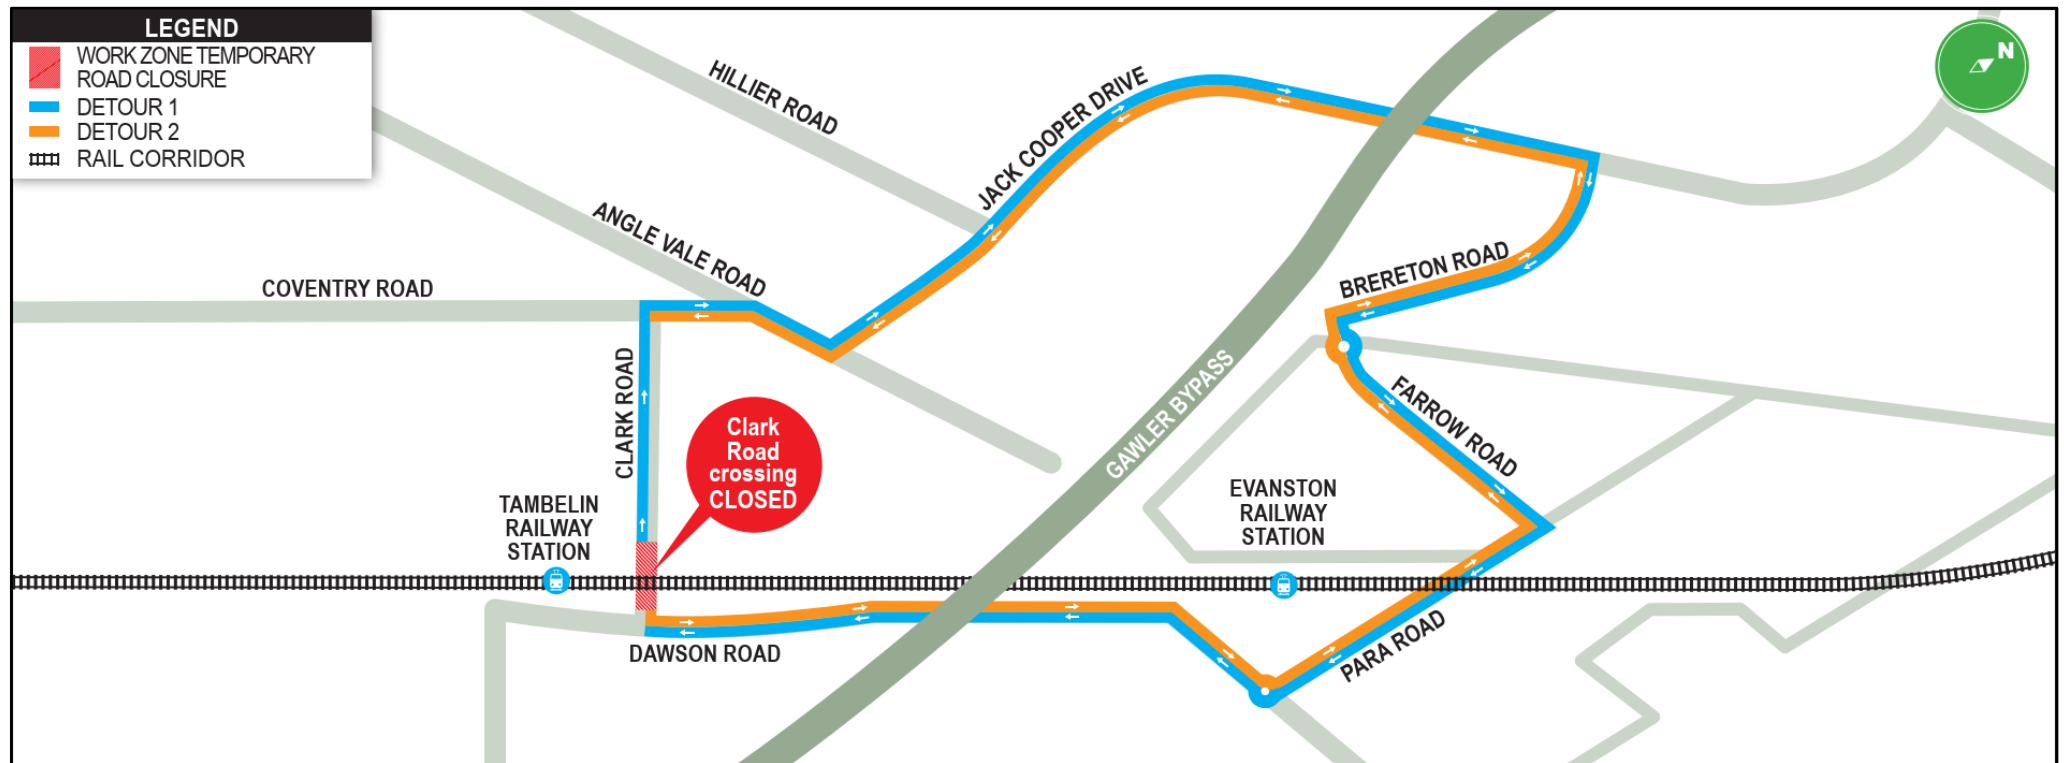 LEGEND
WORK ZONE TEMPORARY
ROAD CLOSURE
DETOUR 1
DETOUR 2
RAIL CORRIDOR
N
HILLIER ROAD
JACK COOPER DRIVE
ANGLE VALE ROAD
COVENTRY ROAD
BRERETON ROAD
CLARK ROAD
GAWLER BYPASS
FARROW ROAD
Clark
Road
crossing
CLOSED
TAMBELIN
RAILWAY
STATION
EVANSTON
RAILWAY
STATION
DAWSON ROAD
PARA ROAD